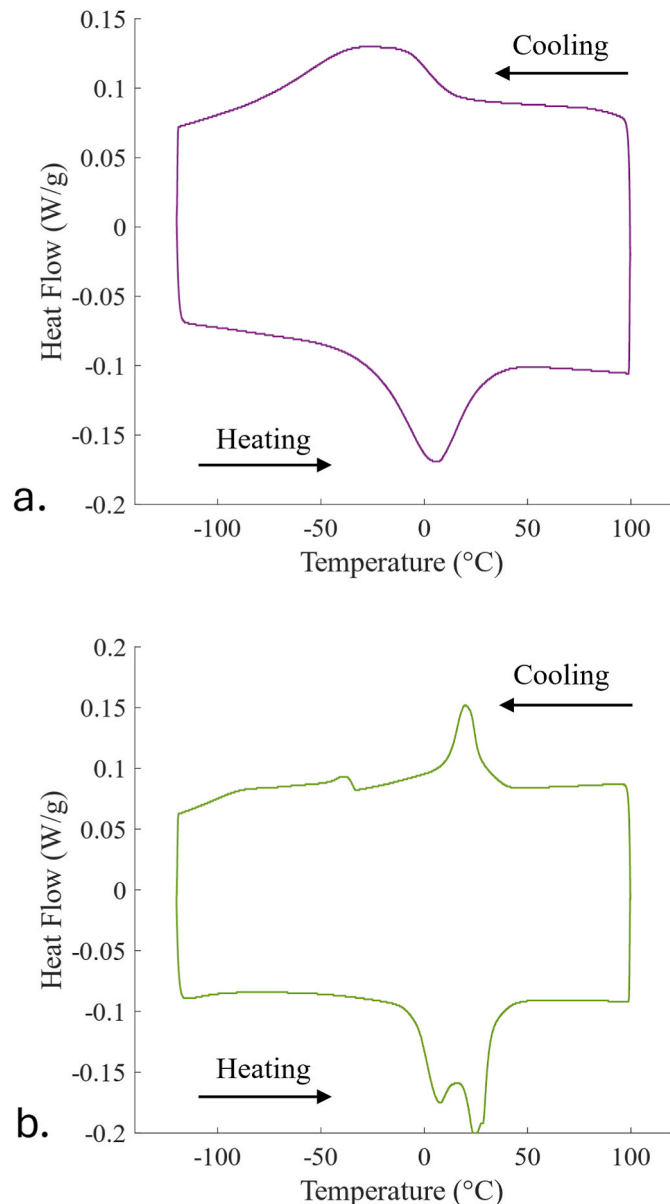 0.15
Cooling
0.1
0.05
0
-0.05
-0.1
-0.15
-0.2
Heat Flow (W/g)
Heating
a.
-100 -50 0 50 100
Temperature (°C)
0.2
Cooling
0.15
0.1
0.05
0
-0.05
-0.1
-0.15
-0.2
Heat Flow (W/g)
Heating
b.
-100 -50 0 50 100
Temperature (°C)